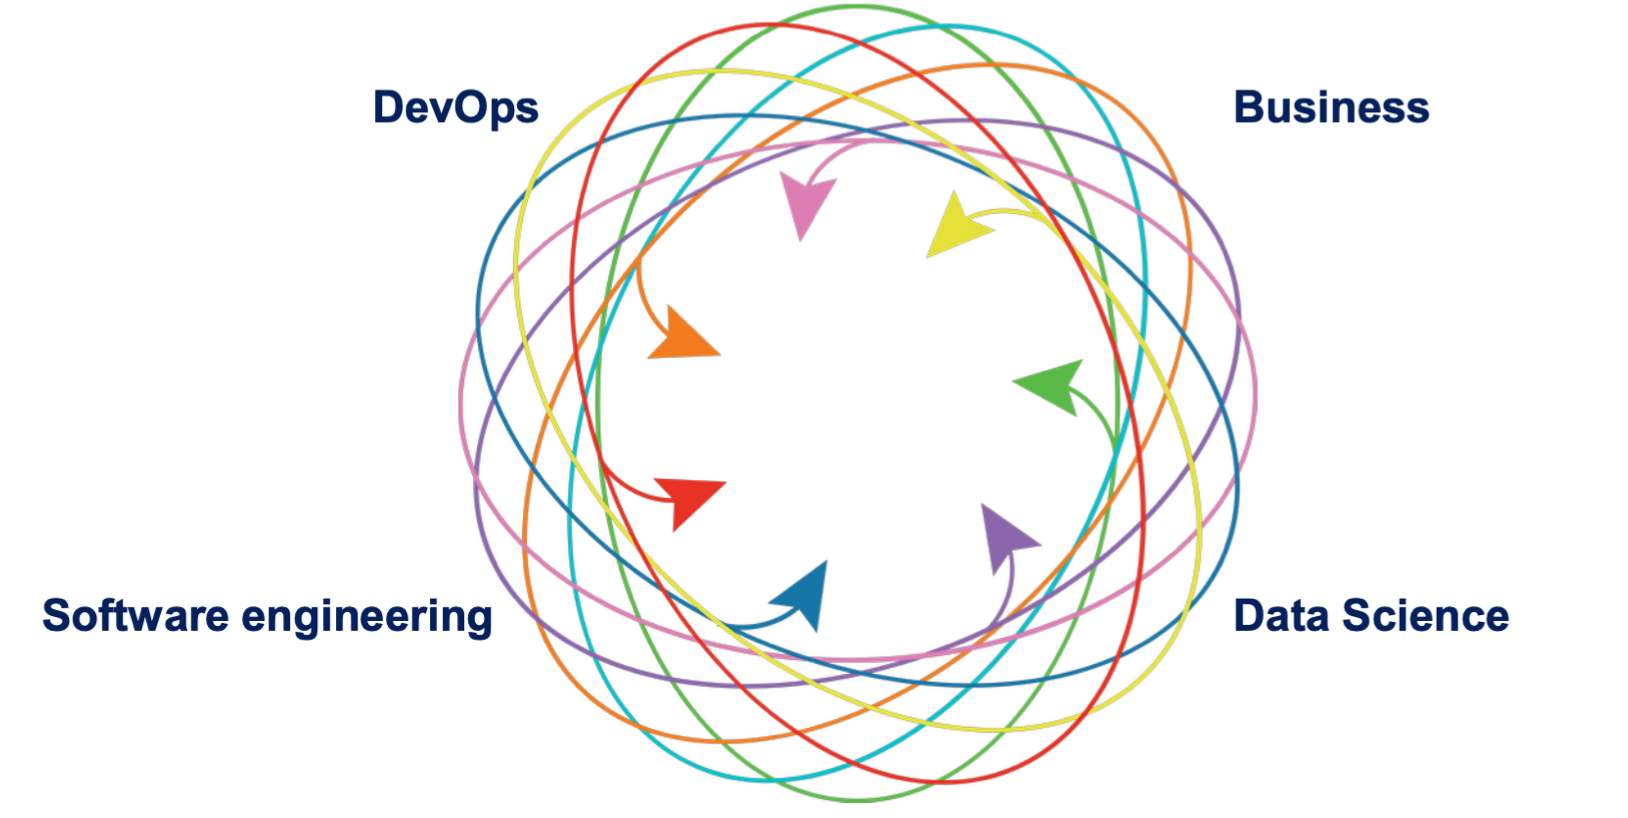 DevOps
Business
Software engineering
Data Science